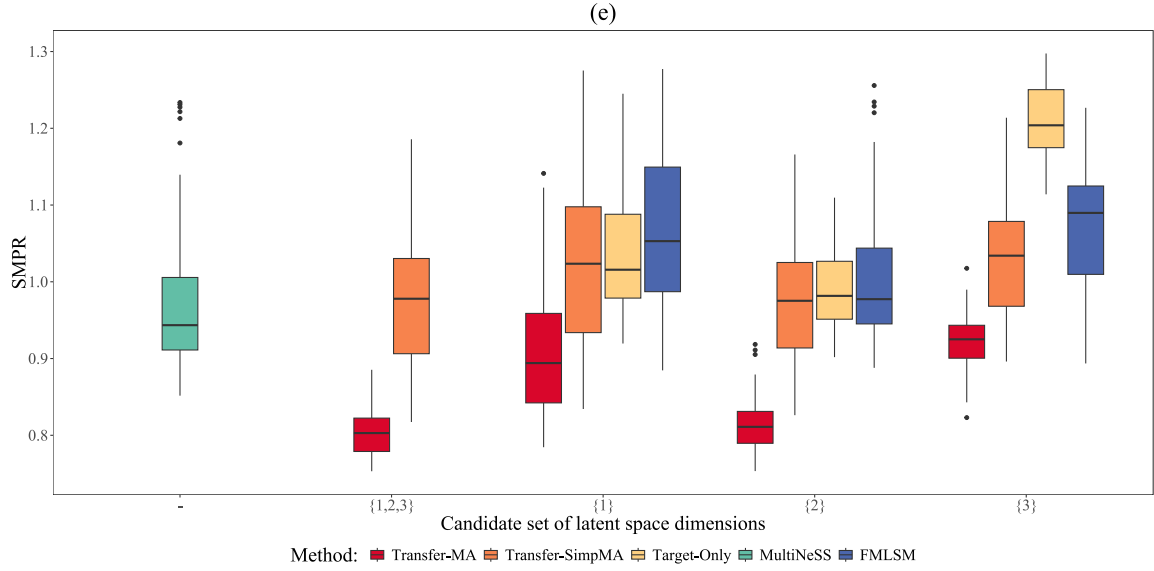 (e)
1.3
1.2
1.1
1.0
0.9
0.8
SMPR
- {1,2,3} {1} {2} {3}
Candidate set of latent space dimensions
Method: Transfer-MA Transfer-SimpMA Target-Only MultiNeSS FMLSM